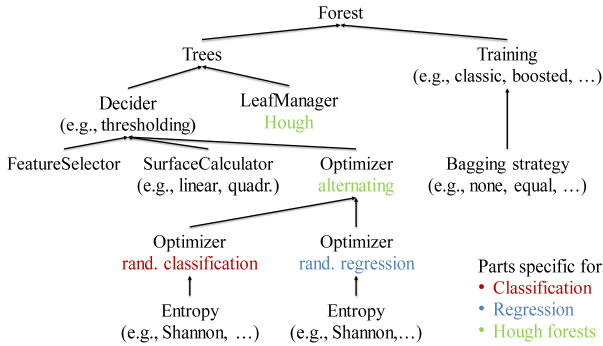 Forest
Trees
Training
(e.g., classic, boosted, …)
Decider
(e.g., thresholding)
LeafManager
Hough
FeatureSelector
SurfaceCalculator
(e.g., linear, quadr.)
Optimizer
alternating
Bagging strategy
(e.g., none, equal, …)
Optimizer
rand. classification
Optimizer
rand. regression
Entropy
(e.g., Shannon, …)
Entropy
(e.g., Shannon,…)
Parts specific for
• Classification
• Regression
• Hough forests